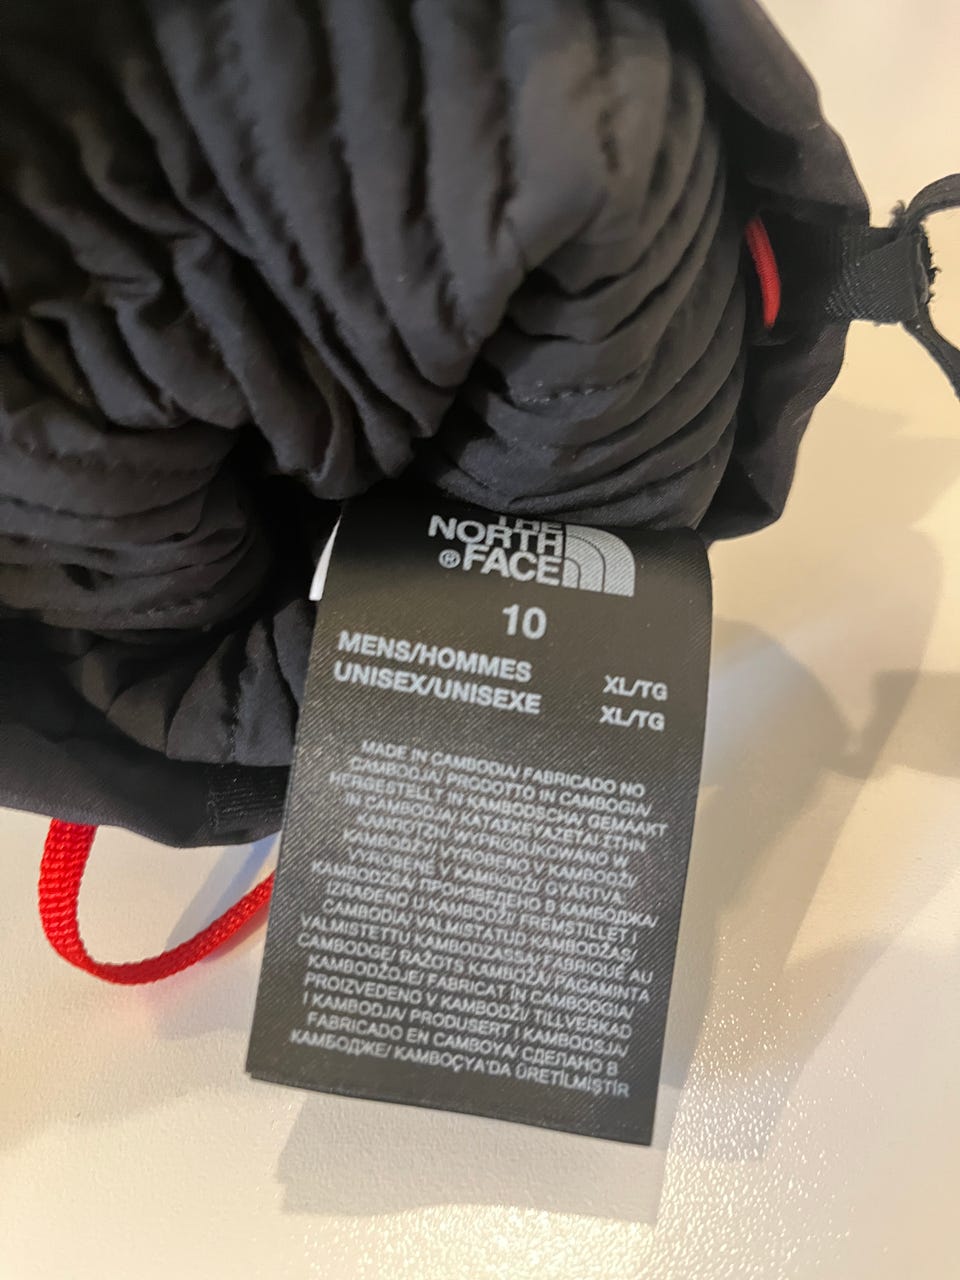 THE
NORTH
®FACE
10
MENS/HOMMES XL/TG
UNISEX/UNISEXE XL/TG
MADE IN CAMBODIA/ FABRICADO NO
CAMBODJA/ PRODOTTO IN CAMBOGIA/
HERGESTELLT IN KAMBODSCHA/ GEMAAKT
IN CAMBODJA/ ΚΑΤΑΣΚΕΥΑΖΕΤΑΙ ΣΤΗΝ
ΚΑΜΠΟΤΖΗ/ WYPRODUKOWANO W
KAMBODŻY/ VYROBENO V KAMBODŽI/
VYROBENÉ V KAMBODŽI/ GYÁRTVA:
KAMBODZSA/ ПРОИЗВЕДЕНО В КАМБОДЖА/
IZRAĐENO U KAMBODŽI/ FREMSTILLET I
CAMBODIA/ VALMISTATUD KAMBODŽAS/
VALMISTETTU KAMBODZASSA/ FABRIQUÉ AU
CAMBODGE/ RAŽOTS KAMBODŽĀ/ PAGAMINTA
KAMBODŽOJE/ FABRICAT ÎN CAMBODGIA/
PROIZVEDENO V KAMBODŽI/ TILLVERKAD
I KAMBODJA/ PRODUSERT I KAMBODSJA/
FABRICADO EN CAMBOYA/ СДЕЛАНО В
КАМБОДЖЕ/ KAMBOÇYA'DA ÜRETİLMİŞTİR